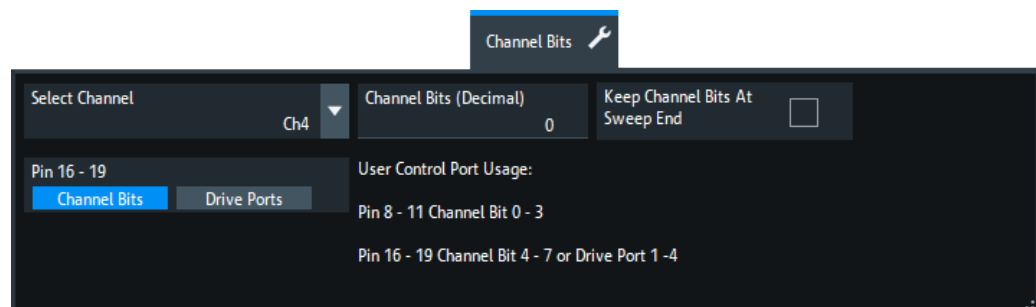 Channel Bits
Select Channel
Ch4
Channel Bits (Decimal)
0
Keep Channel Bits At
Sweep End
Pin 16 - 19
Channel Bits
Drive Ports
User Control Port Usage:
Pin 8 - 11 Channel Bit 0 - 3
Pin 16 - 19 Channel Bit 4 - 7 or Drive Port 1 -4